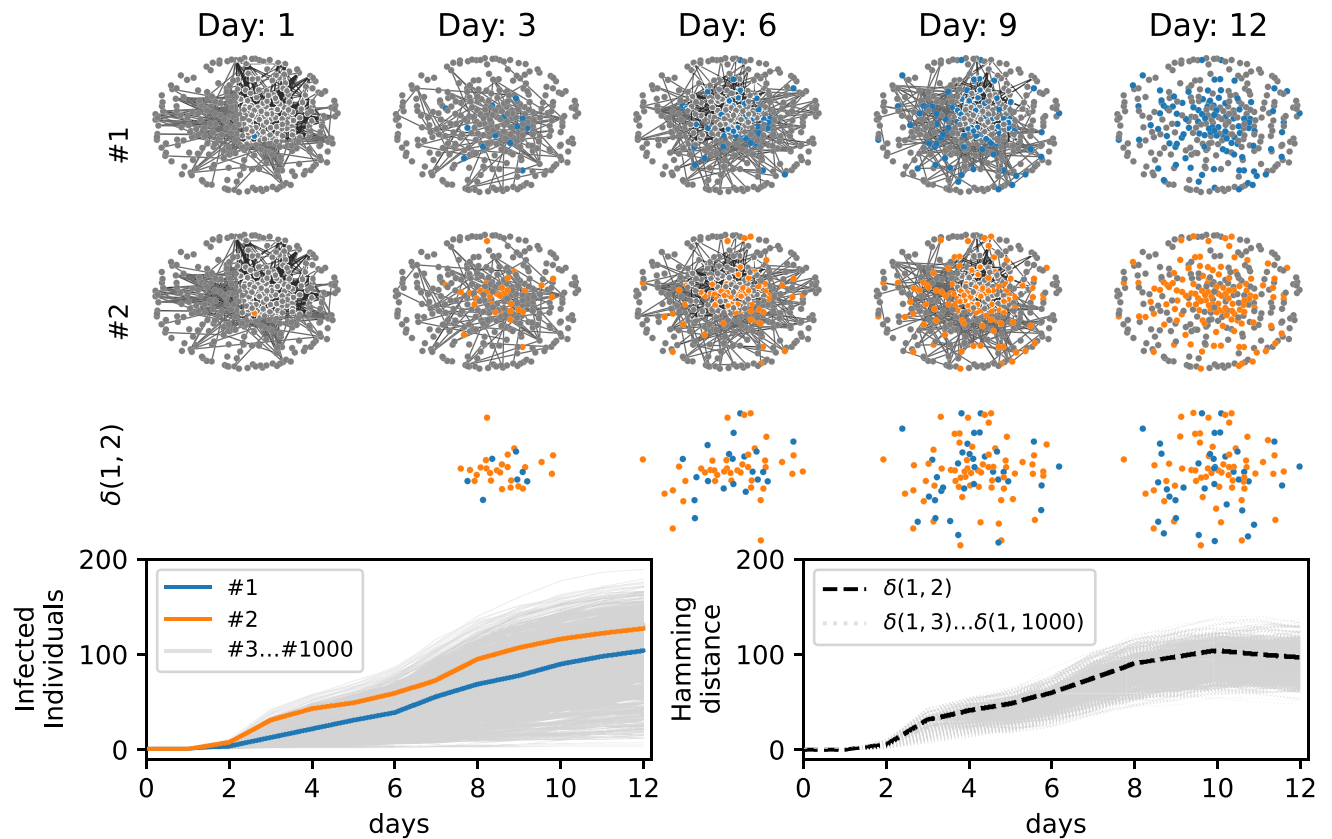 Day: 1 Day: 3 Day: 6 Day: 9 Day: 12
#1
#2
δ(1, 2)
200
100
0
Infected
Individuals
#1
#2
#3...#1000
0 2 4 6 8 10 12
days
200
100
0
Hamming
distance
δ(1, 2)
δ(1, 3)...δ(1, 1000)
0 2 4 6 8 10 12
days